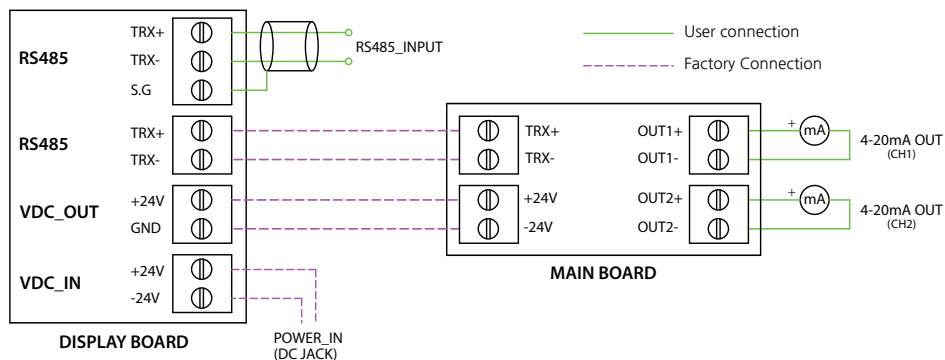 RS485
TRX+
TRX-
S.G
RS485_INPUT
User connection
Factory Connection
RS485
TRX+
TRX-
VDC_OUT
+24V
GND
VDC_IN
+24V
-24V
DISPLAY BOARD
POWER_IN
(DC JACK)
TRX+
TRX-
+24V
-24V
OUT1+
OUT1-
OUT2+
OUT2-
MAIN BOARD
+
mA
4-20mA OUT
(CH1)
+
mA
4-20mA OUT
(CH2)